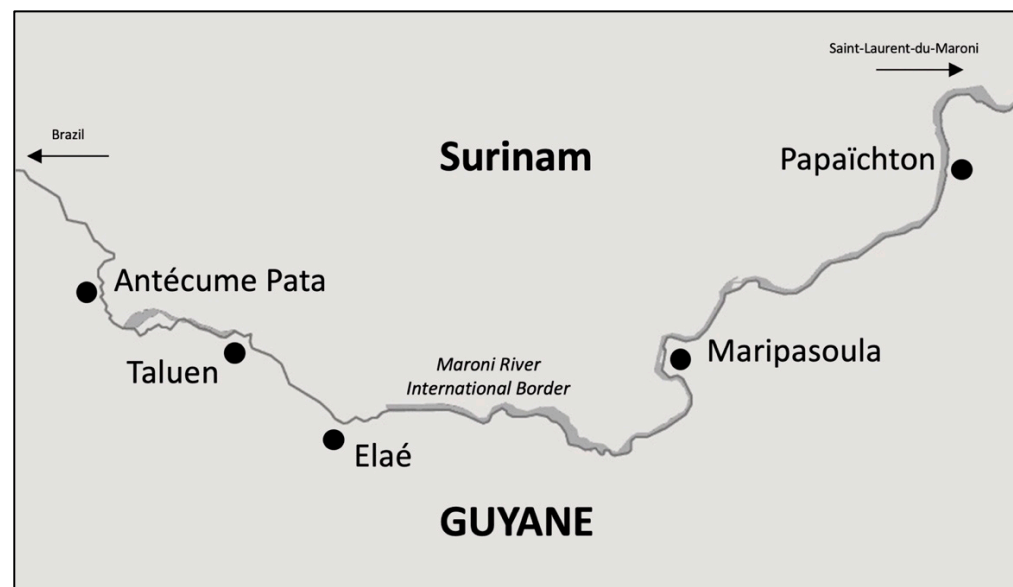 Saint-Laurent-du-Maroni
Brazil
Surinam
Papaïchton
Antécume Pata
Taluen
Maroni River
International Border
Maripasoula
Elaé
GUYANE